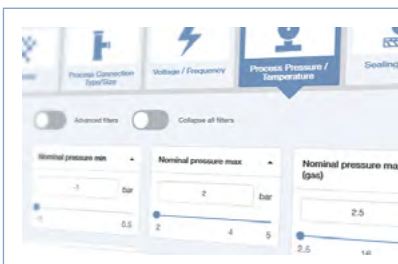 Process Connection
Type/Size
Voltage / Frequency
Process Pressure /
Temperature
Sealing
Advanced filters
Collapse all filters
Nominal pressure min
Nominal pressure max
Nominal pressure ma
(gas)
-1
bar
2
bar
2.5
-1
0.5
2
4
5
2.5
16